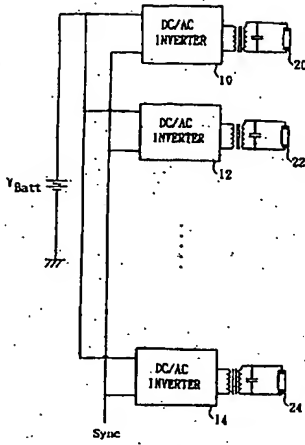 DC/AC
INVERTER
10
20
DC/AC
INVERTER
12
22
VBatt
DC/AC
INVERTER
14
24
Sync